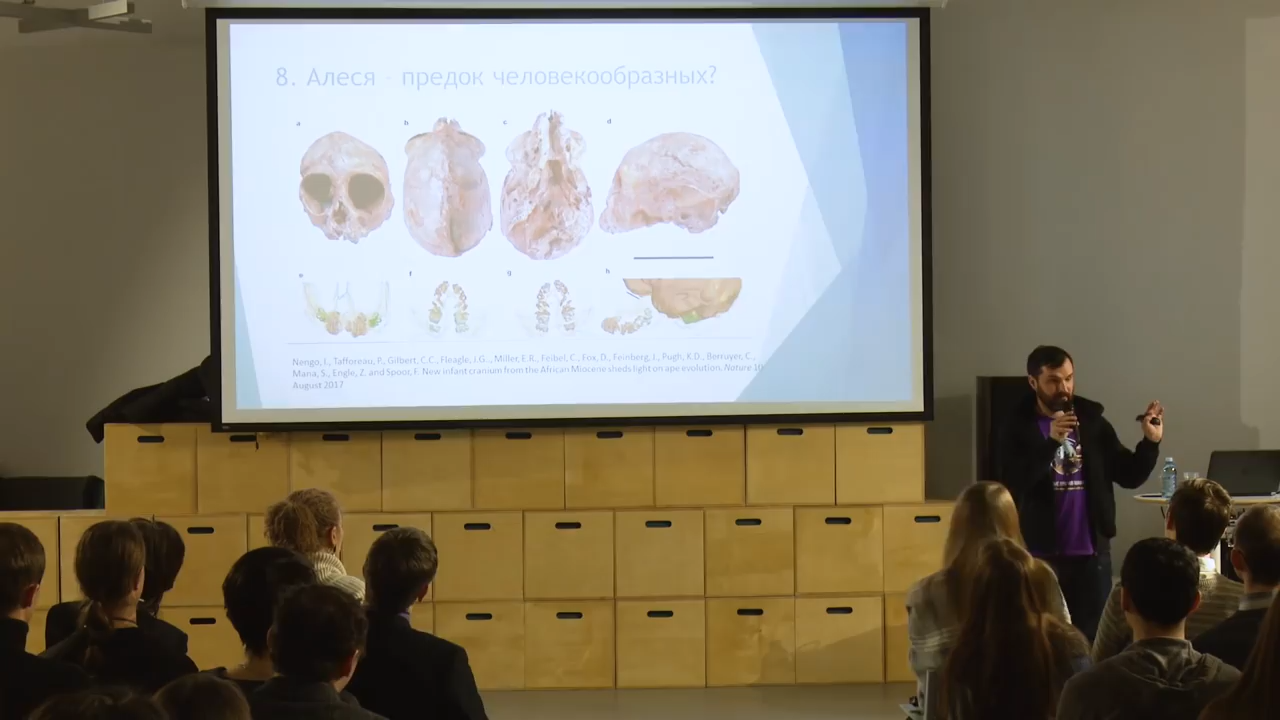 8. Алеся - предок человекообразных?
a b c d
e f g h
Nengo, I., Tafforeau, P., Gilbert, C.C., Fleagle, J.G., Miller, E.R., Feibel, C., Fox, D., Feinberg, J., Pugh, K.D., Berruyer, C.,
Mana, S., Engle, Z. and Spoor, F. New infant cranium from the African Miocene sheds light on ape evolution. Nature 10
August 2017